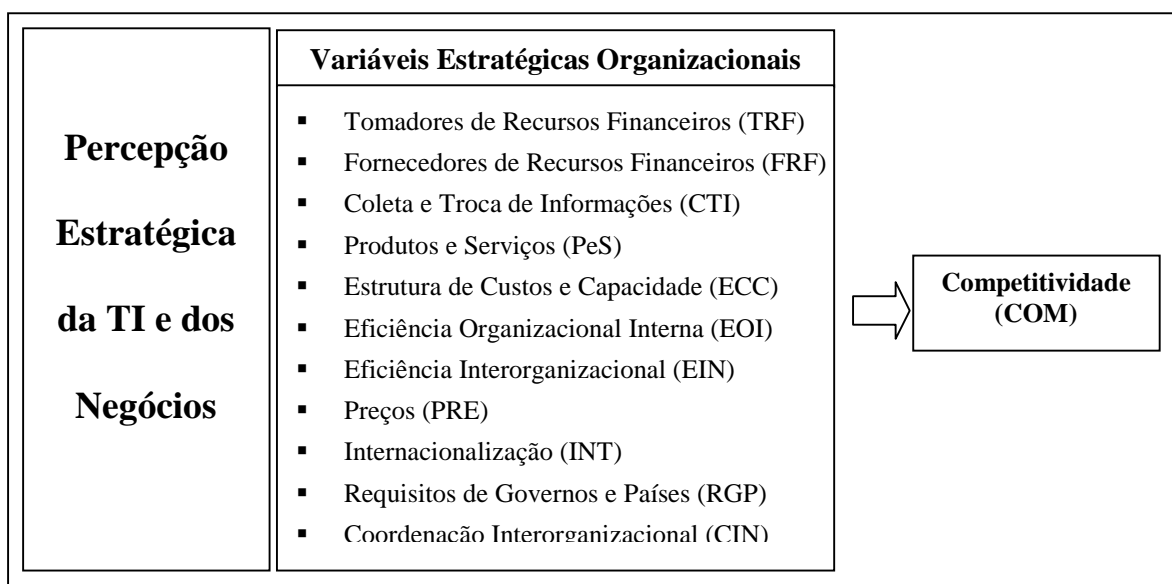 Percepção
Estratégica
da TI e dos
Negócios
Variáveis Estratégicas Organizacionais
▪ Tomadores de Recursos Financeiros (TRF)
▪ Fornecedores de Recursos Financeiros (FRF)
▪ Coleta e Troca de Informações (CTI)
▪ Produtos e Serviços (PeS)
▪ Estrutura de Custos e Capacidade (ECC)
▪ Eficiência Organizacional Interna (EOI)
▪ Eficiência Interorganizacional (EIN)
▪ Preços (PRE)
▪ Internacionalização (INT)
▪ Requisitos de Governos e Países (RGP)
▪ Coordenação Interorganizacional (CIN)
Competitividade
(COM)